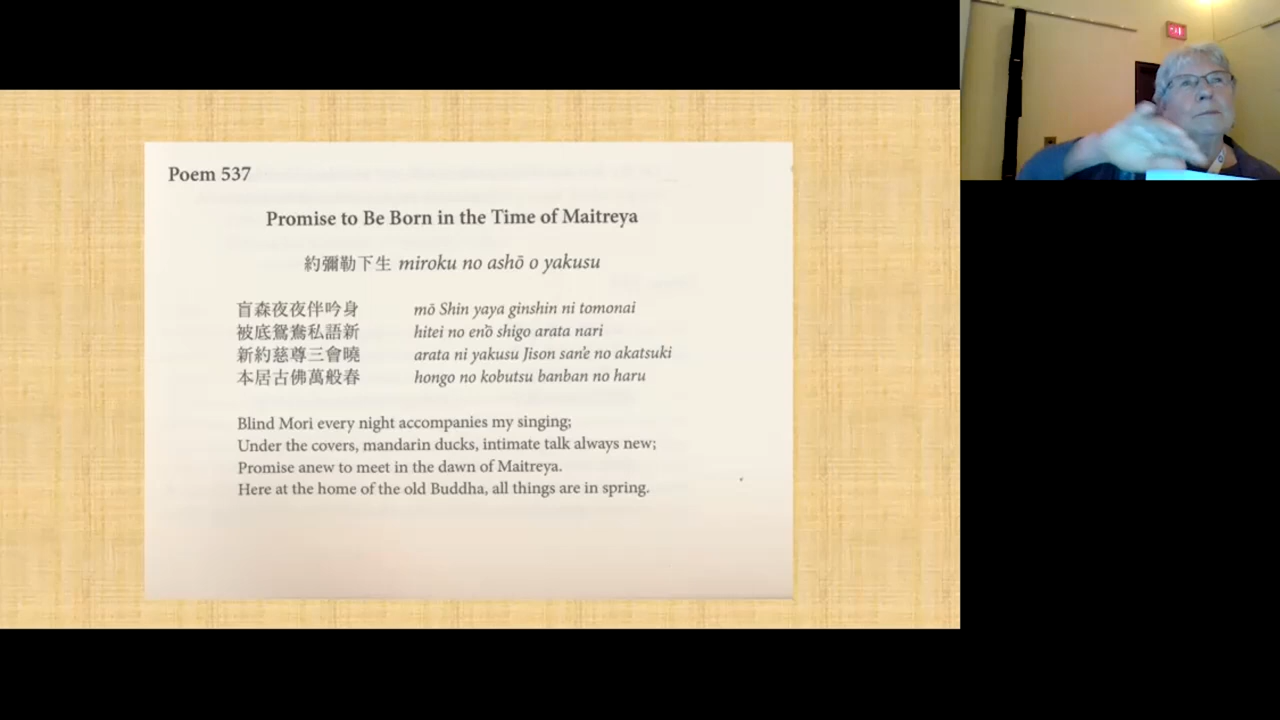 Poem 537
Promise to Be Born in the Time of Maitreya
約彌勒下生 miroku no ashō o yakusu
盲森夜夜伴吟身 mō Shin yaya ginshin ni tomonai
被底鴛鴦私語新 hitei no en'ō shigo arata nari
新約慈尊三會曉 arata ni yakusu Jison san'e no akatsuki
本居古佛萬般春 hongo no kobutsu banban no haru
Blind Mori every night accompanies my singing;
Under the covers, mandarin ducks, intimate talk always new;
Promise anew to meet in the dawn of Maitreya.
Here at the home of the old Buddha, all things are in spring.